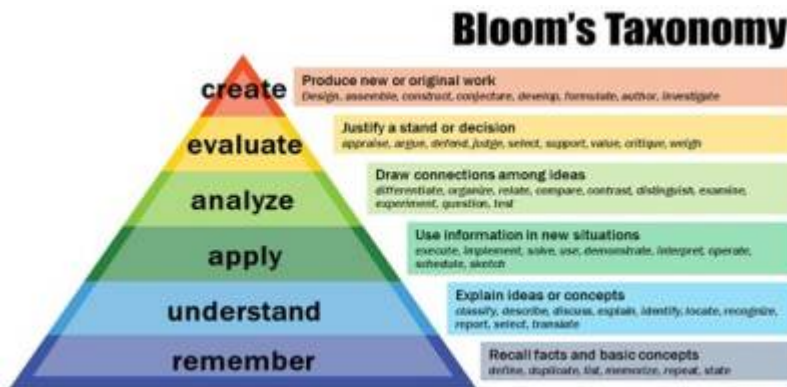 Bloom's Taxonomy
create
Produce new or original work
Design, assemble, construct, conjecture, develop, formulate, author, investigate
evaluate
Justify a stand or decision
appraise, argue, defend, judge, select, support, value, critique, weigh
analyze
Draw connections among ideas
differentiate, organize, relate, compare, contrast, distinguish, examine,
experiment, question, test
apply
Use information in new situations
execute, implement, solve, use, demonstrate, interpret, operate,
schedule, sketch
understand
Explain ideas or concepts
classify, describe, discuss, explain, identify, locate, recognize,
report, select, translate
remember
Recall facts and basic concepts
define, duplicate, list, memorize, repeat, state